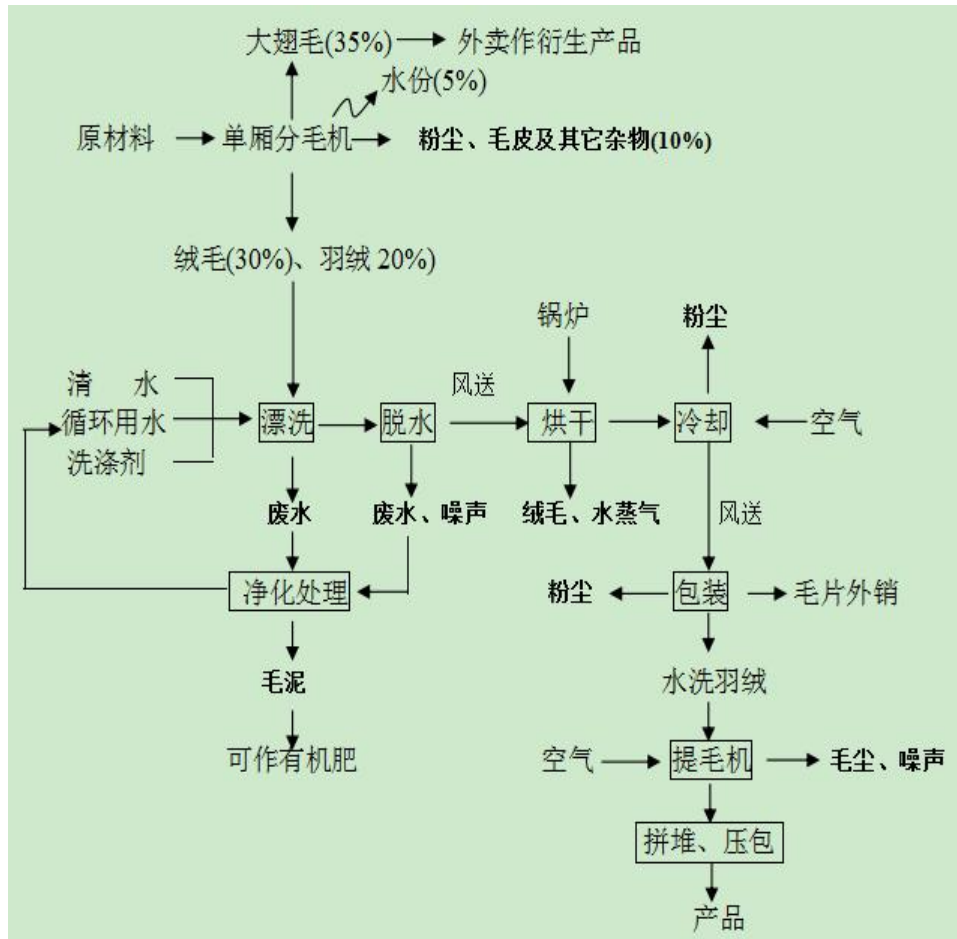 大翅毛(35%) 外卖作衍生产品
水份(5%)
原材料 单厢分毛机 粉尘、毛皮及其它杂物(10%)
绒毛(30%)、羽绒 20%)
锅炉 粉尘
清 水 风送
循环用水 漂洗 脱水 烘干 冷却 空气
洗涤剂
废水 废水、噪声 绒毛、水蒸气 风送
净化处理 粉尘 包装 毛片外销
毛泥 水洗羽绒
可作有机肥 空气 提毛机 毛尘、噪声
拼堆、压包
产品